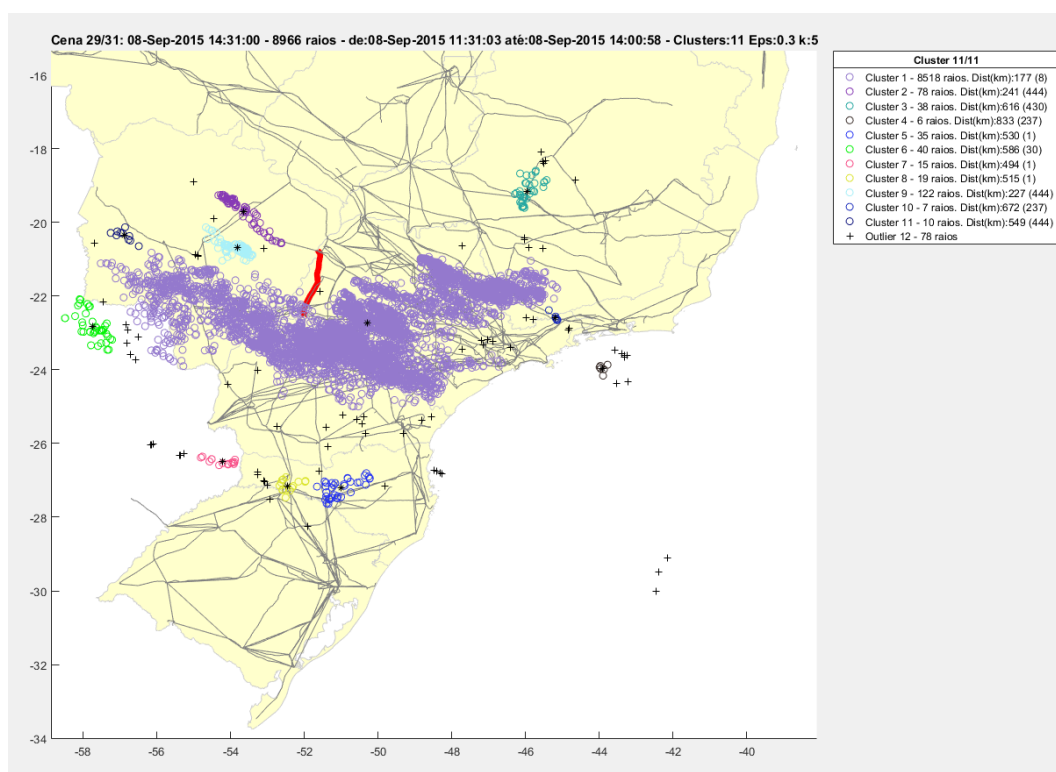 Cena 29/31: 08-Sep-2015 14:31:00 - 8966 raios - de:08-Sep-2015 11:31:03 até:08-Sep-2015 14:00:58 - Clusters:11 Eps:0.3 k:5
Cluster 11/11
Cluster 1 - 8518 raios. Dist(km):177 (8)
Cluster 2 - 78 raios. Dist(km):241 (444)
Cluster 3 - 38 raios. Dist(km):616 (430)
Cluster 4 - 6 raios. Dist(km):833 (237)
Cluster 5 - 35 raios. Dist(km):530 (1)
Cluster 6 - 40 raios. Dist(km):586 (30)
Cluster 7 - 15 raios. Dist(km):494 (1)
Cluster 8 - 19 raios. Dist(km):515 (1)
Cluster 9 - 122 raios. Dist(km):227 (444)
Cluster 10 - 7 raios. Dist(km):672 (237)
Cluster 11 - 10 raios. Dist(km):549 (444)
Outlier 12 - 78 raios
-16
-18
-20
-22
-24
-26
-28
-30
-32
-34
-58 -56 -54 -52 -50 -48 -46 -44 -42 -40